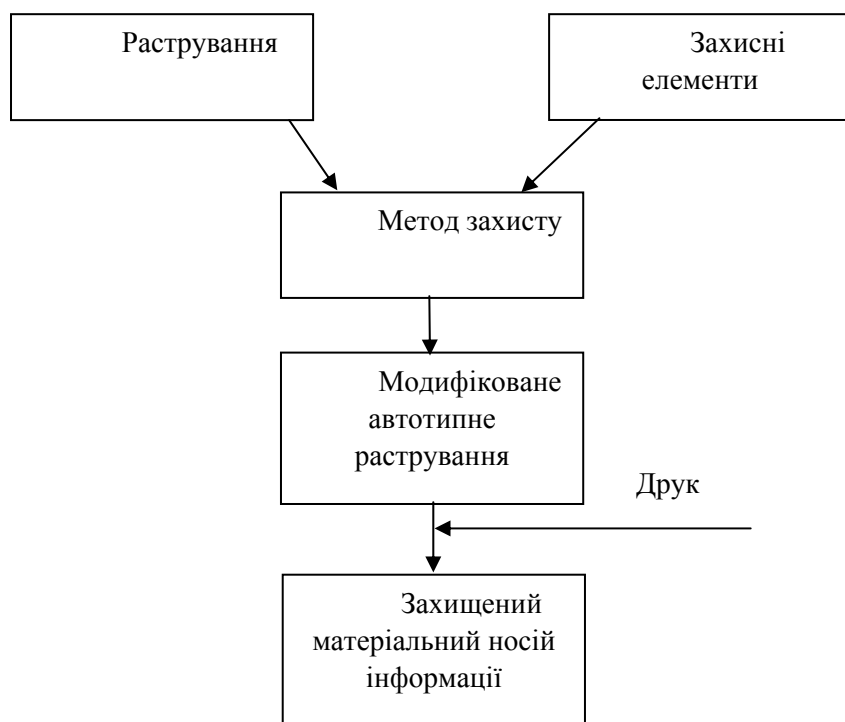 Растрування
Захисні
елементи
Метод захисту
Модифіковане
автотипне
растрування
Друк
Захищений
матеріальний носій
інформації